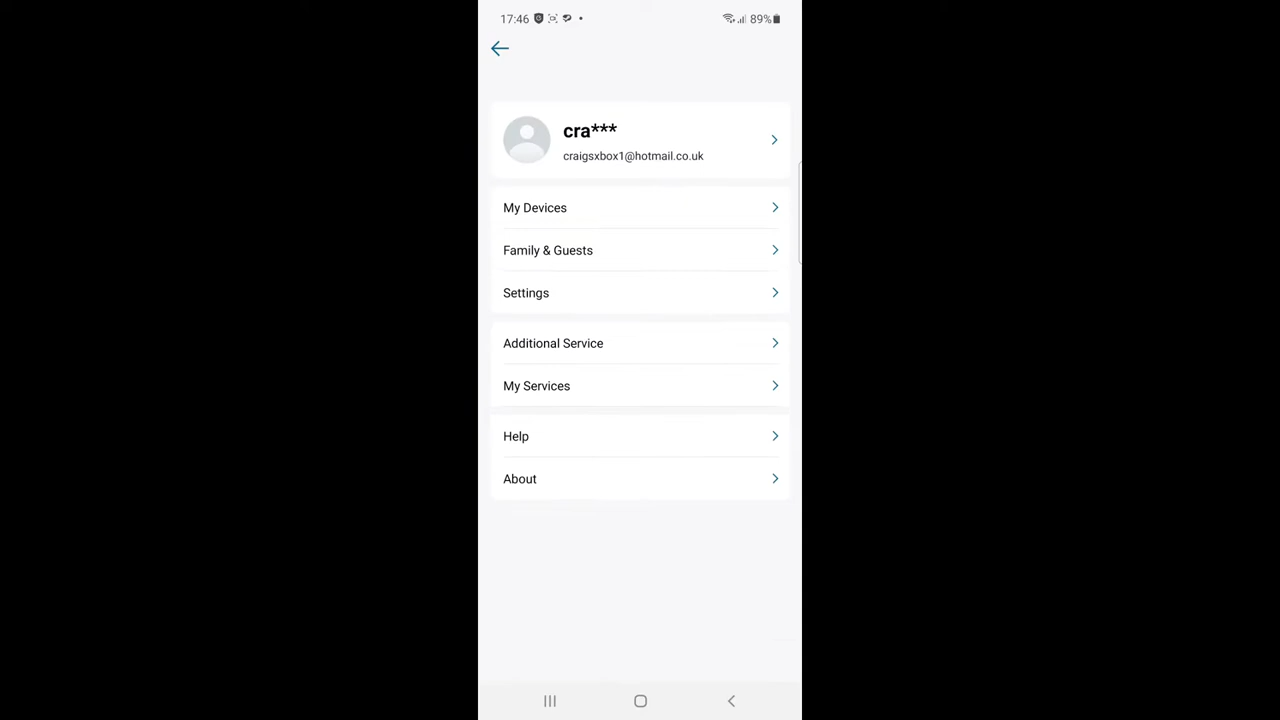 17:46
89%
cra***
craigsxbox1@hotmail.co.uk
My Devices
Family & Guests
Settings
Additional Service
My Services
Help
About